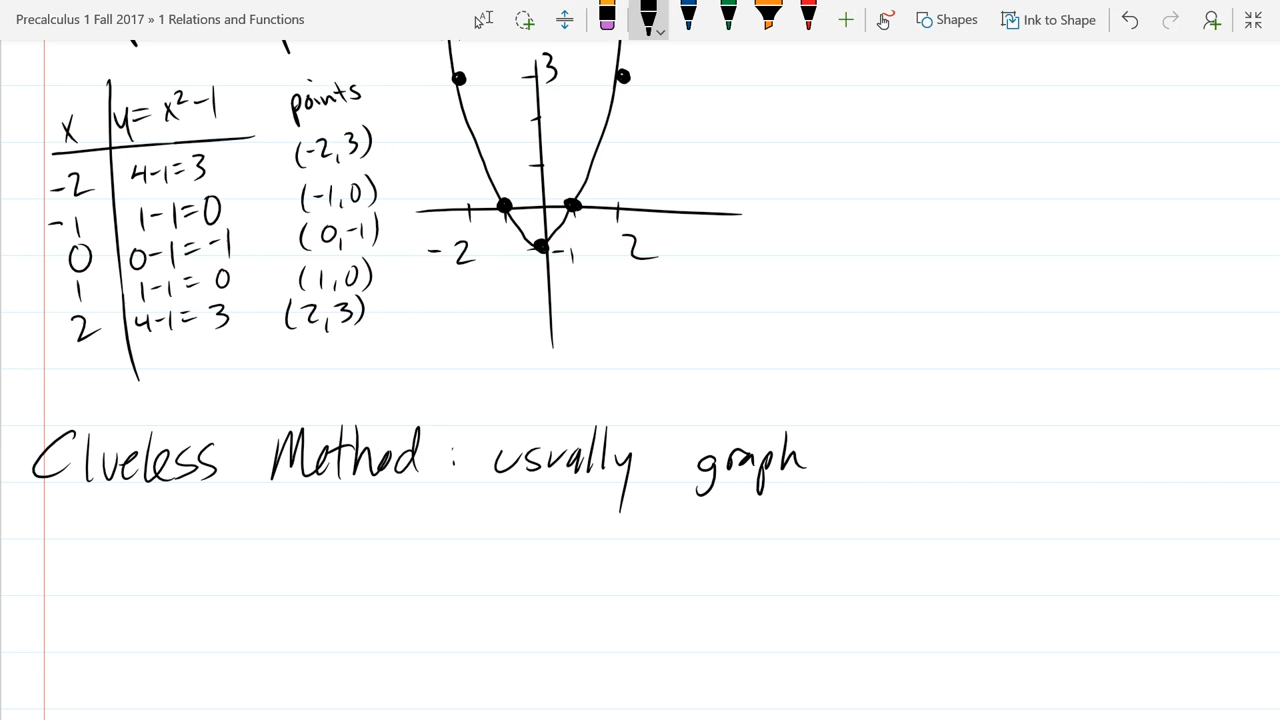 Precalculus 1 Fall 2017 » 1 Relations and Functions
Shapes
Ink to Shape
x y = x² - 1 points
-2 4-1=3 (-2,3)
-1 1-1=0 (-1,0)
0 0-1=-1 (0,-1)
1 1-1=0 (1,0)
2 4-1=3 (2,3)
3
-2 -1 2
Clueless Method : usually graph